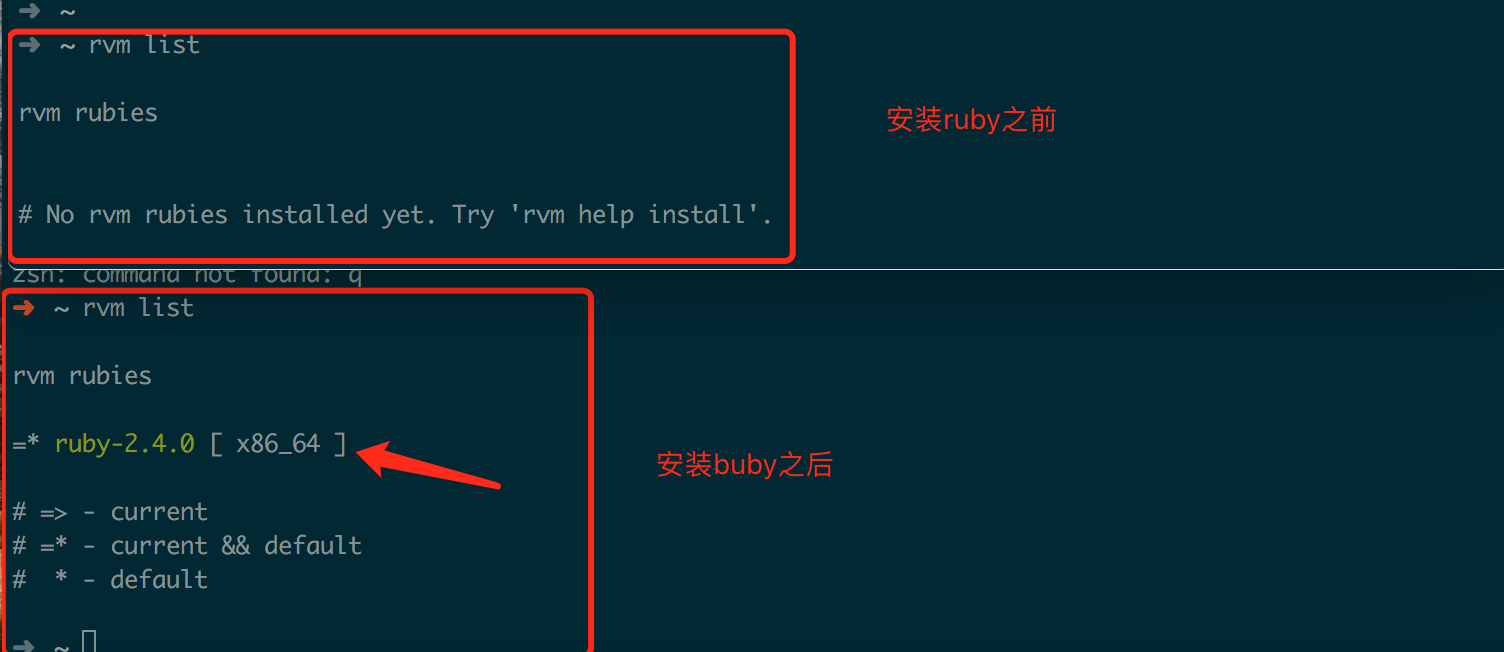 ➜ ~
➜ ~ rvm list
rvm rubies
安装ruby之前
# No rvm rubies installed yet. Try 'rvm help install'.
zsh: command not found: q
➜ ~ rvm list
rvm rubies
=* ruby-2.4.0 [ x86_64 ]
安装buby之后
# => - current
# =* - current && default
#  * - default
➜ ~